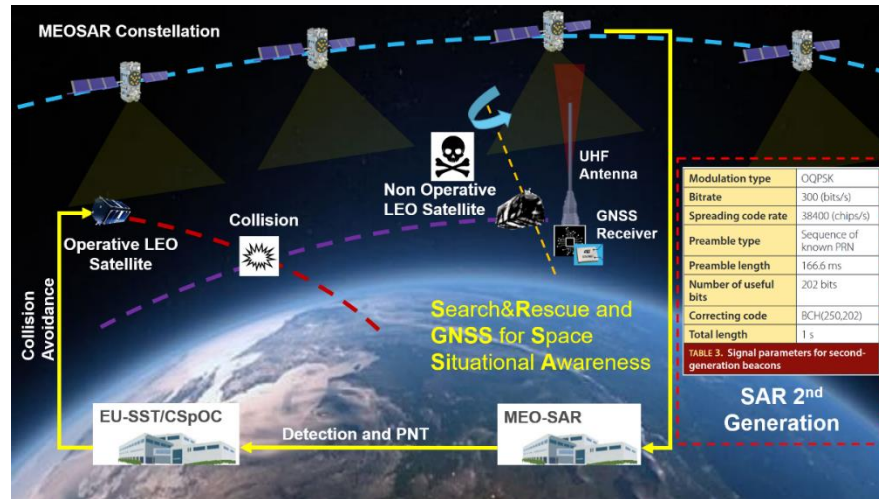 MEOSAR Constellation
UHF
Antenna
Non Operative
LEO Satellite
GNSS
Receiver
Collision
Operative LEO
Satellite
Collision
Avoidance
Search&Rescue and
GNSS for Space
Situational Awareness
Modulation type OQPSK
Bitrate 300 (bits/s)
Spreading code rate 38400 (chips/s)
Preamble type Sequence of
known PRN
Preamble length 166.6 ms
Number of useful
bits 202 bits
Correcting code BCH(250,202)
Total length 1 s
TABLE 3. Signal parameters for second-
generation beacons
SAR 2nd
Generation
EU-SST/CSpOC
Detection and PNT
MEO-SAR